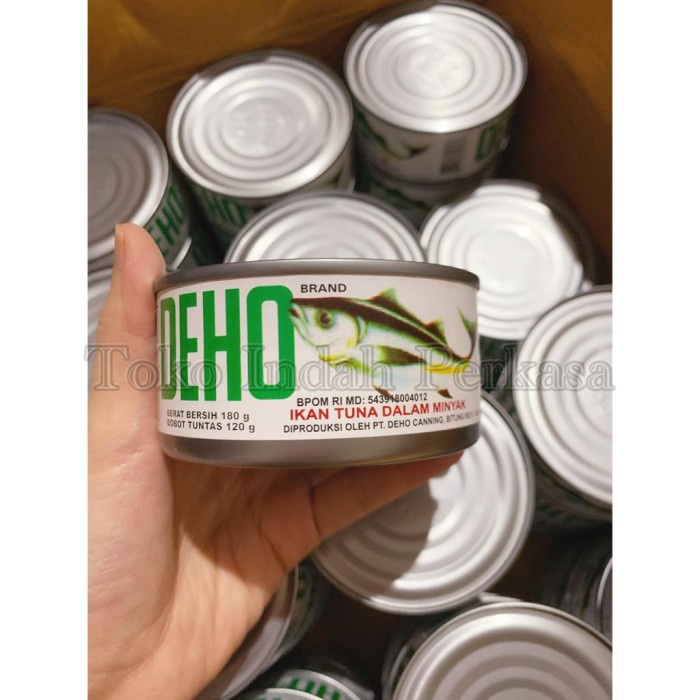 DEHO
BRAND
BPOM RI MD: 543918004012
IKAN TUNA DALAM MINYAK
DIPRODUKSI OLEH PT. DEHO CANNING, BITUNG
BERAT BERSIH 180 g
BOBOT TUNTAS 120 g
Toko Indah Perkasa
DEHO